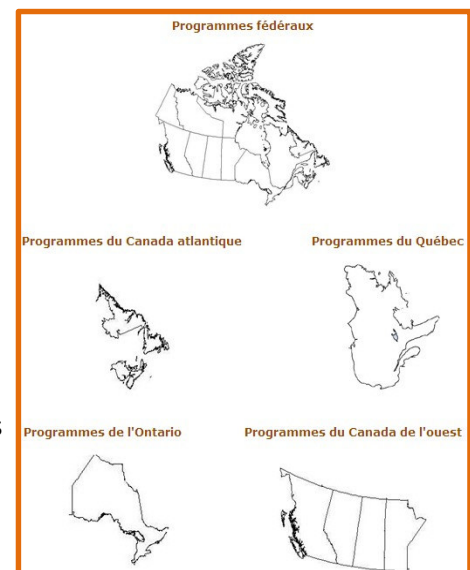 Programmes fédéraux
Programmes du Canada atlantique
Programmes du Québec
s
Programmes de l'Ontario
Programmes du Canada de l'ouest